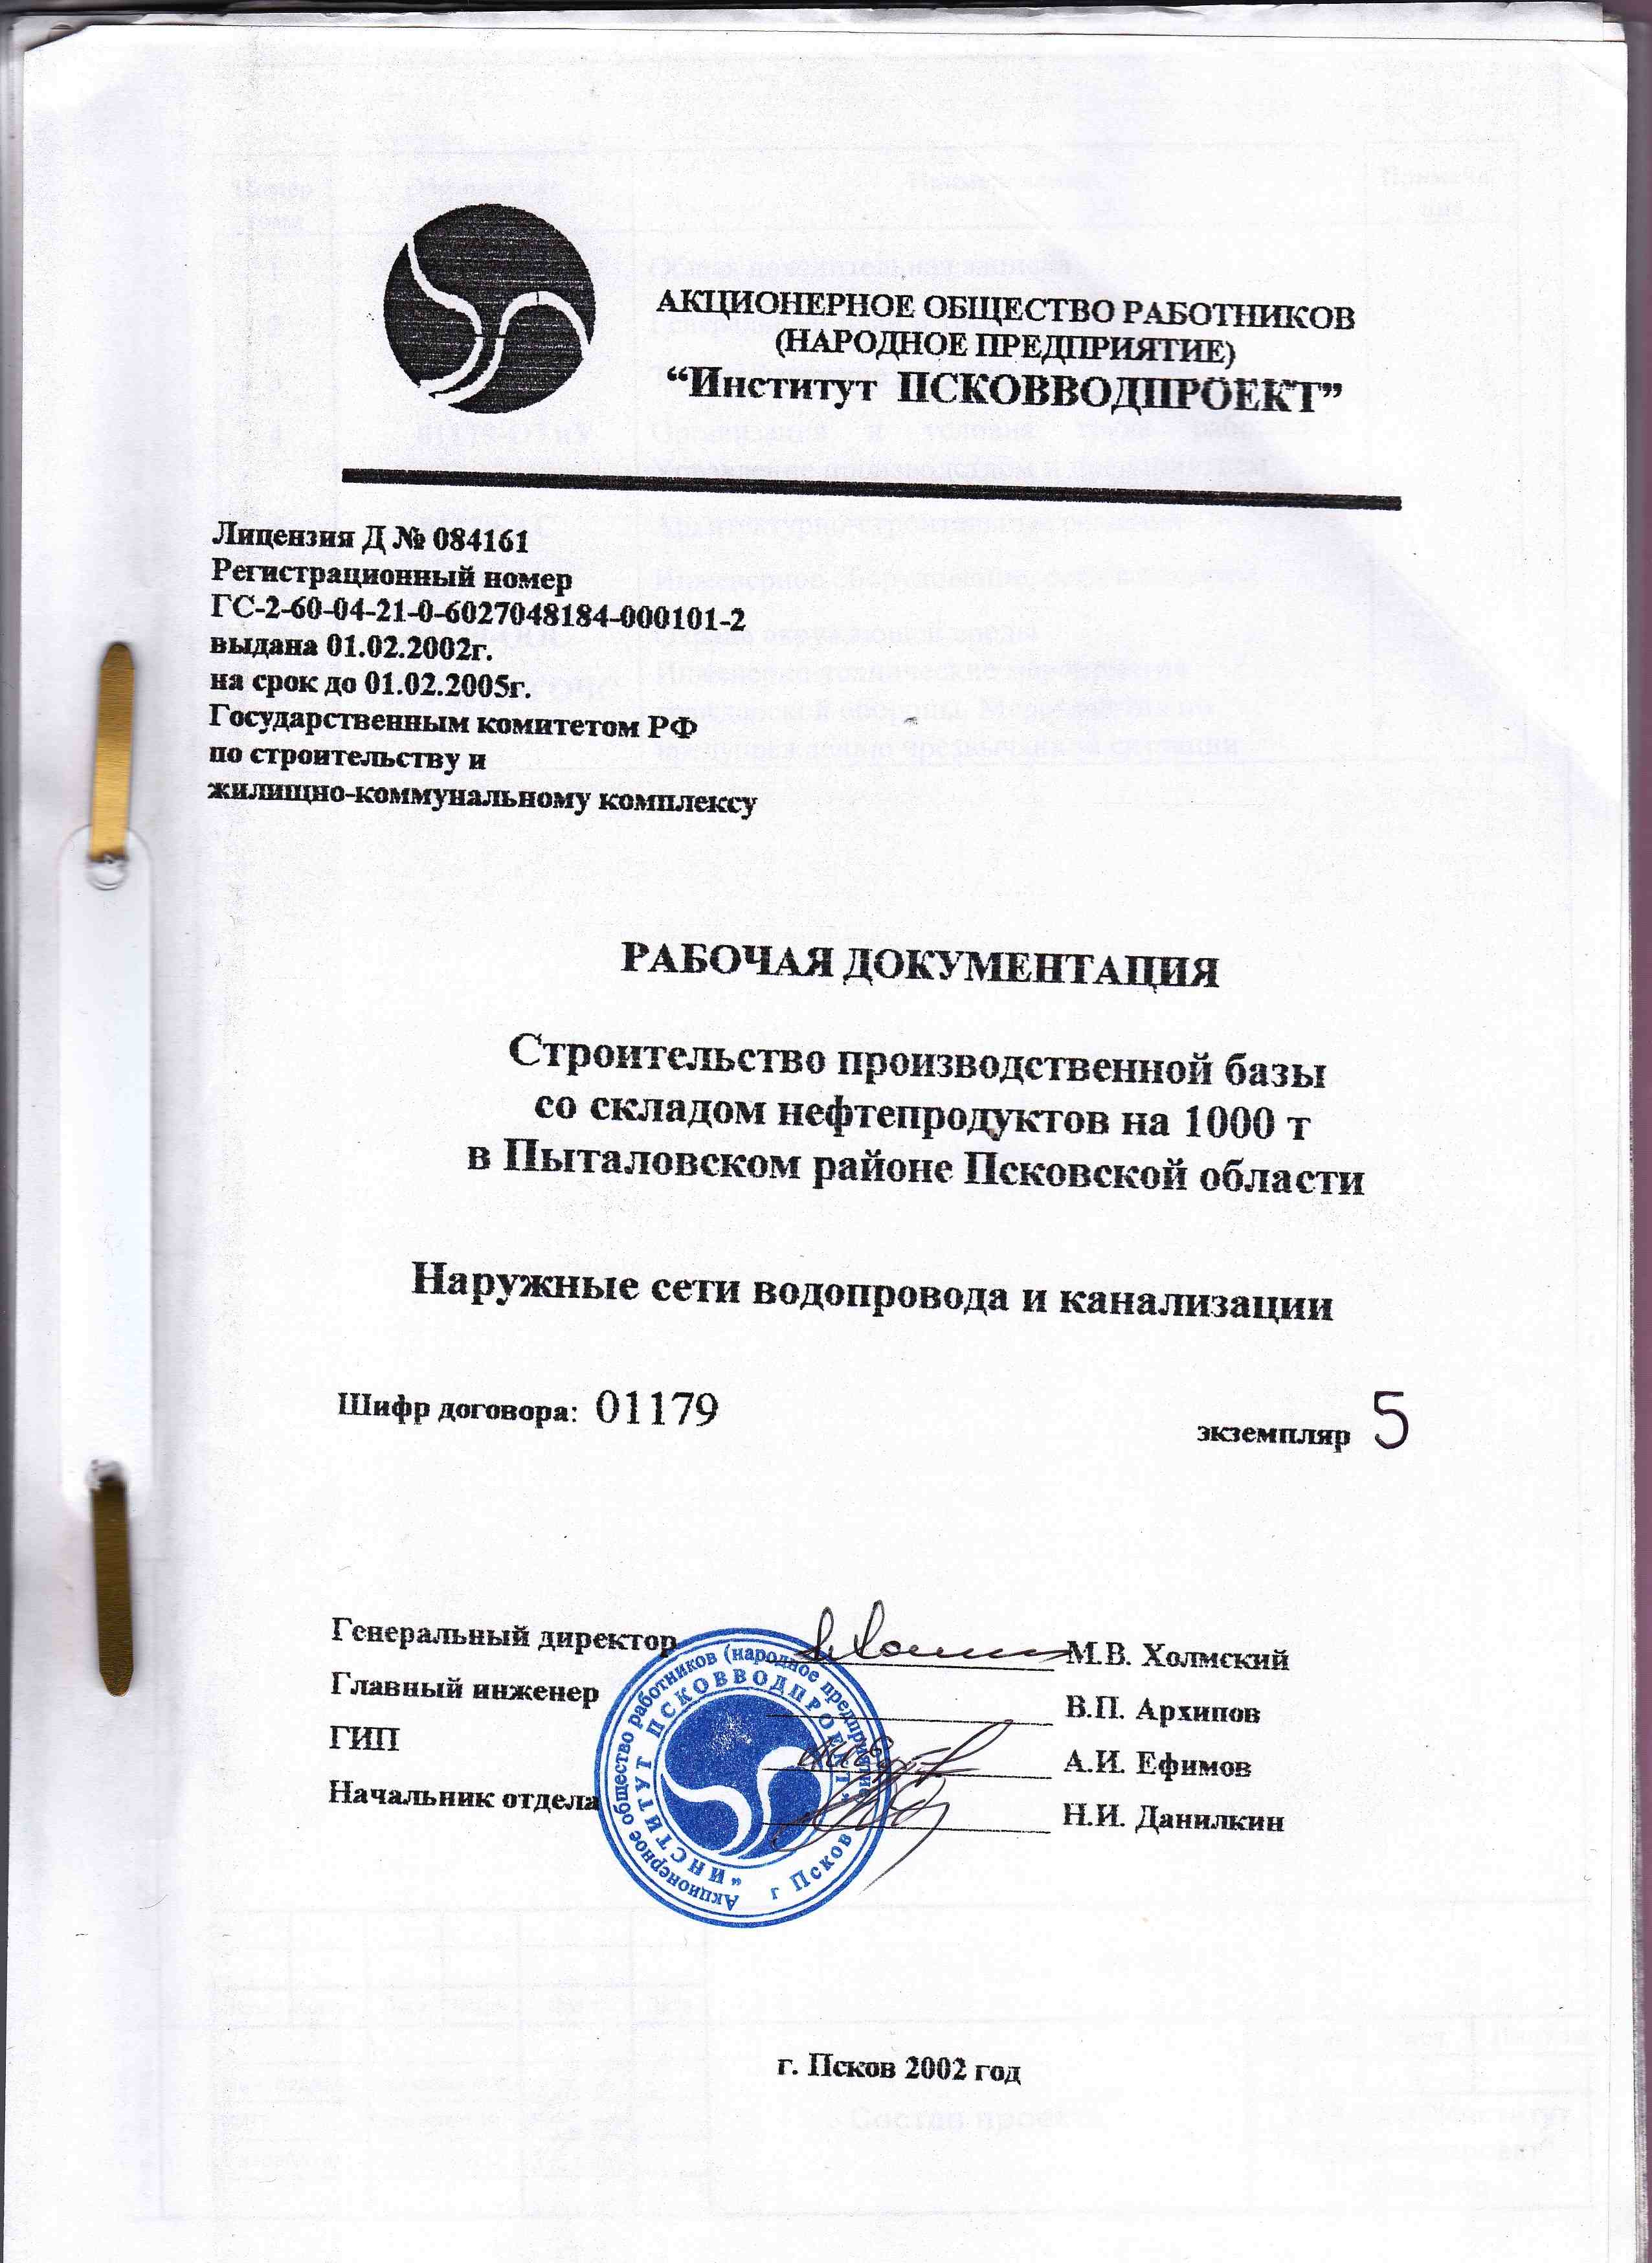 АКЦИОНЕРНОЕ ОБЩЕСТВО РАБОТНИКОВ
(НАРОДНОЕ ПРЕДПРИЯТИЕ)
“Институт ПСКОВВОДПРОЕКТ”
Лицензия Д № 084161
Регистрационный номер
ГС-2-60-04-21-0-6027048184-000101-2
выдана 01.02.2002г.
на срок до 01.02.2005г.
Государственным комитетом РФ
по строительству и
жилищно-коммунальному комплексу
РАБОЧАЯ ДОКУМЕНТАЦИЯ
Строительство производственной базы
со складом нефтепродуктов на 1000 т
в Пыталовском районе Псковской области
Наружные сети водопровода и канализации
Шифр договора: 01179
экземпляр 5
Генеральный директор М.В. Холмский
Главный инженер В.П. Архипов
ГИП А.И. Ефимов
Начальник отдела Н.И. Данилкин
Акционерное общество работников (народное предприятие)
"ИНСТИТУТ ПСКОВВОДПРОЕКТ"
г Псков
г. Псков 2002 год